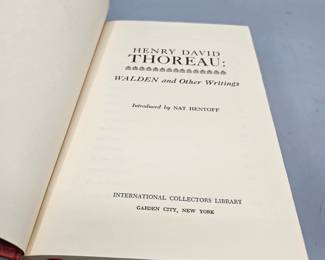 HENRY DAVID
THOREAU:
WALDEN and Other Writings
Introduced by NAT HENTOFF
INTERNATIONAL COLLECTORS LIBRARY
GARDEN CITY, NEW YORK